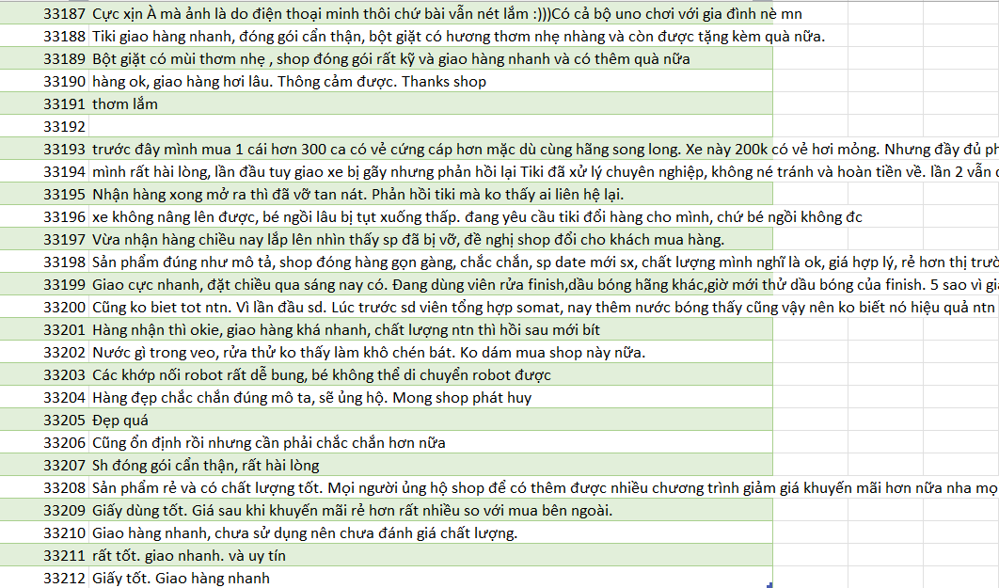 33187 Cực xịn À mà ảnh là do điện thoại minh thôi chứ bài vẫn nét lắm :)))Có cả bộ uno chơi với gia đình nè mn
33188 Tiki giao hàng nhanh, đóng gói cẩn thận, bột giặt có hương thơm nhẹ nhàng và còn được tặng kèm quà nữa.
33189 Bột giặt có mùi thơm nhẹ , shop đóng gói rất kỹ và giao hàng nhanh và có thêm quà nữa
33190 hàng ok, giao hàng hơi lâu. Thông cảm được. Thanks shop
33191 thơm lắm
33192
33193 trước đây mình mua 1 cái hơn 300 ca có vẻ cứng cáp hơn mặc dù cùng hãng song long. Xe này 200k có vẻ hơi mỏng. Nhưng đầy đủ
33194 mình rất hài lòng, lần đầu tuy giao xe bị gãy nhưng phản hồi lại Tiki đã xử lý chuyên nghiệp, không né tránh và hoàn tiền về. lần 2 vẫn
33195 Nhận hàng xong mở ra thì đã vỡ tan nát. Phản hồi tiki mà ko thấy ai liên hệ lại.
33196 xe không nâng lên được, bé ngồi lâu bị tụt xuống thấp. đang yêu cầu tiki đổi hàng cho mình, chứ bé ngồi không đc
33197 Vừa nhận hàng chiều nay lắp lên nhìn thấy sp đã bị vỡ, đề nghị shop đổi cho khách mua hàng.
33198 Sản phẩm đúng như mô tả, shop đóng hàng gọn gàng, chắc chắn, sp date mới sx, chất lượng mình nghĩ là ok, giá hợp lý, rẻ hơn thị
33199 Giao cực nhanh, đặt chiều qua sáng nay có. Đang dùng viên rửa finish,dầu bóng hãng khác,giờ mới thử dầu bóng của finish. 5 sao vì
33200 Cũng ko biet tot ntn. Vì lần đầu sd. Lúc trước sd viên tổng hợp somat, nay thêm nước bóng thấy cũng vậy nên ko biết nó hiệu quả ntn
33201 Hàng nhận thì okie, giao hàng khá nhanh, chất lượng ntn thì hồi sau mới bít
33202 Nước gì trong veo, rửa thử ko thấy làm khô chén bát. Ko dám mua shop này nữa.
33203 Các khớp nối robot rất dễ bung, bé không thể di chuyển robot được
33204 Hàng đẹp chắc chắn đúng mô ta, sẽ ủng hộ. Mong shop phát huy
33205 Đẹp quá
33206 Cũng ổn định rồi nhưng cần phải chắc chắn hơn nữa
33207 Sh đóng gói cẩn thận, rất hài lòng
33208 Sản phẩm rẻ và có chất lượng tốt. Mọi người ủng hộ shop để có thêm được nhiều chương trình giảm giá khuyến mãi hơn nữa nha
33209 Giấy dùng tốt. Giá sau khi khuyến mãi rẻ hơn rất nhiều so với mua bên ngoài.
33210 Giao hàng nhanh, chưa sử dụng nên chưa đánh giá chất lượng.
33211 rất tốt. giao nhanh. và uy tín
33212 Giấy tốt. Giao hàng nhanh